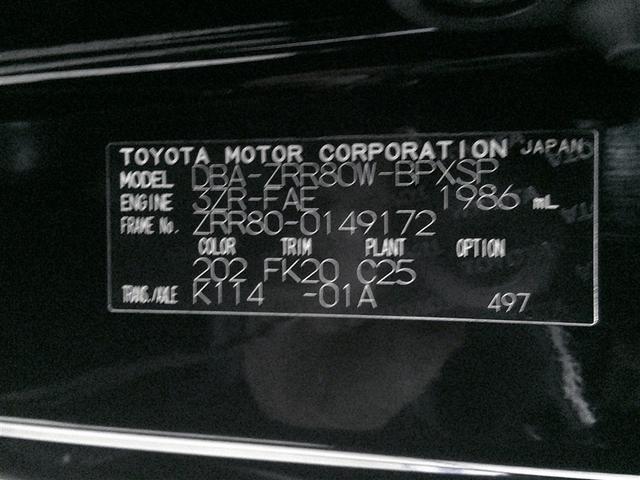 TOYOTA MOTOR CORPORATION JAPAN
MODEL DBA-ZRR80W-BPXSP
ENGINE 3ZR-FAE 1986 mL
FRAME No. ZRR80-0149172
COLOR TRIM PLANT OPTION
202 FK20 C25
TRANS./AXLE K114 -01A 497